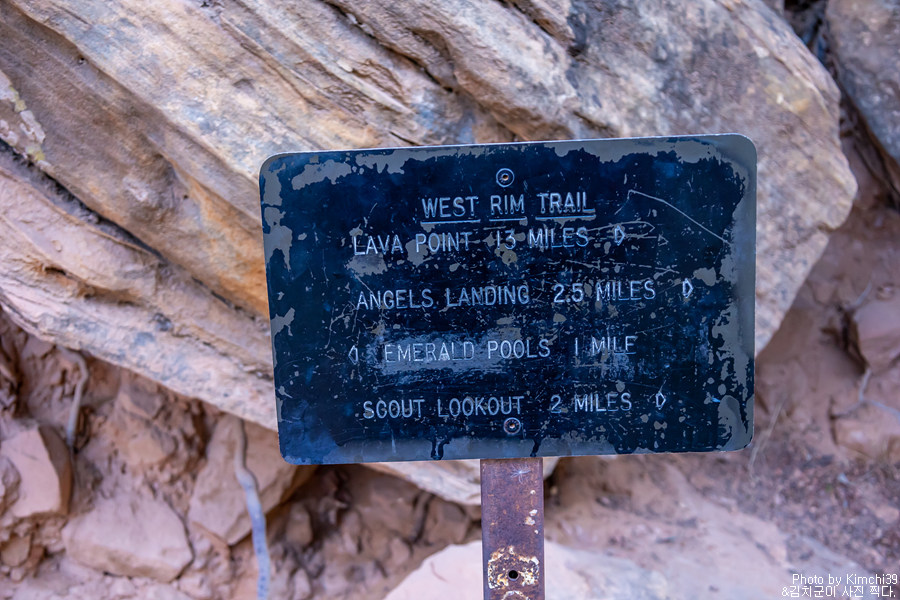 WEST RIM TRAIL
LAVA POINT 13 MILES
ANGELS LANDING 2.5 MILES
EMERALD POOLS 1 MILE
SCOUT LOOKOUT 2 MILES
Photo by Kimchi39
&김치군이 사진 찍다.